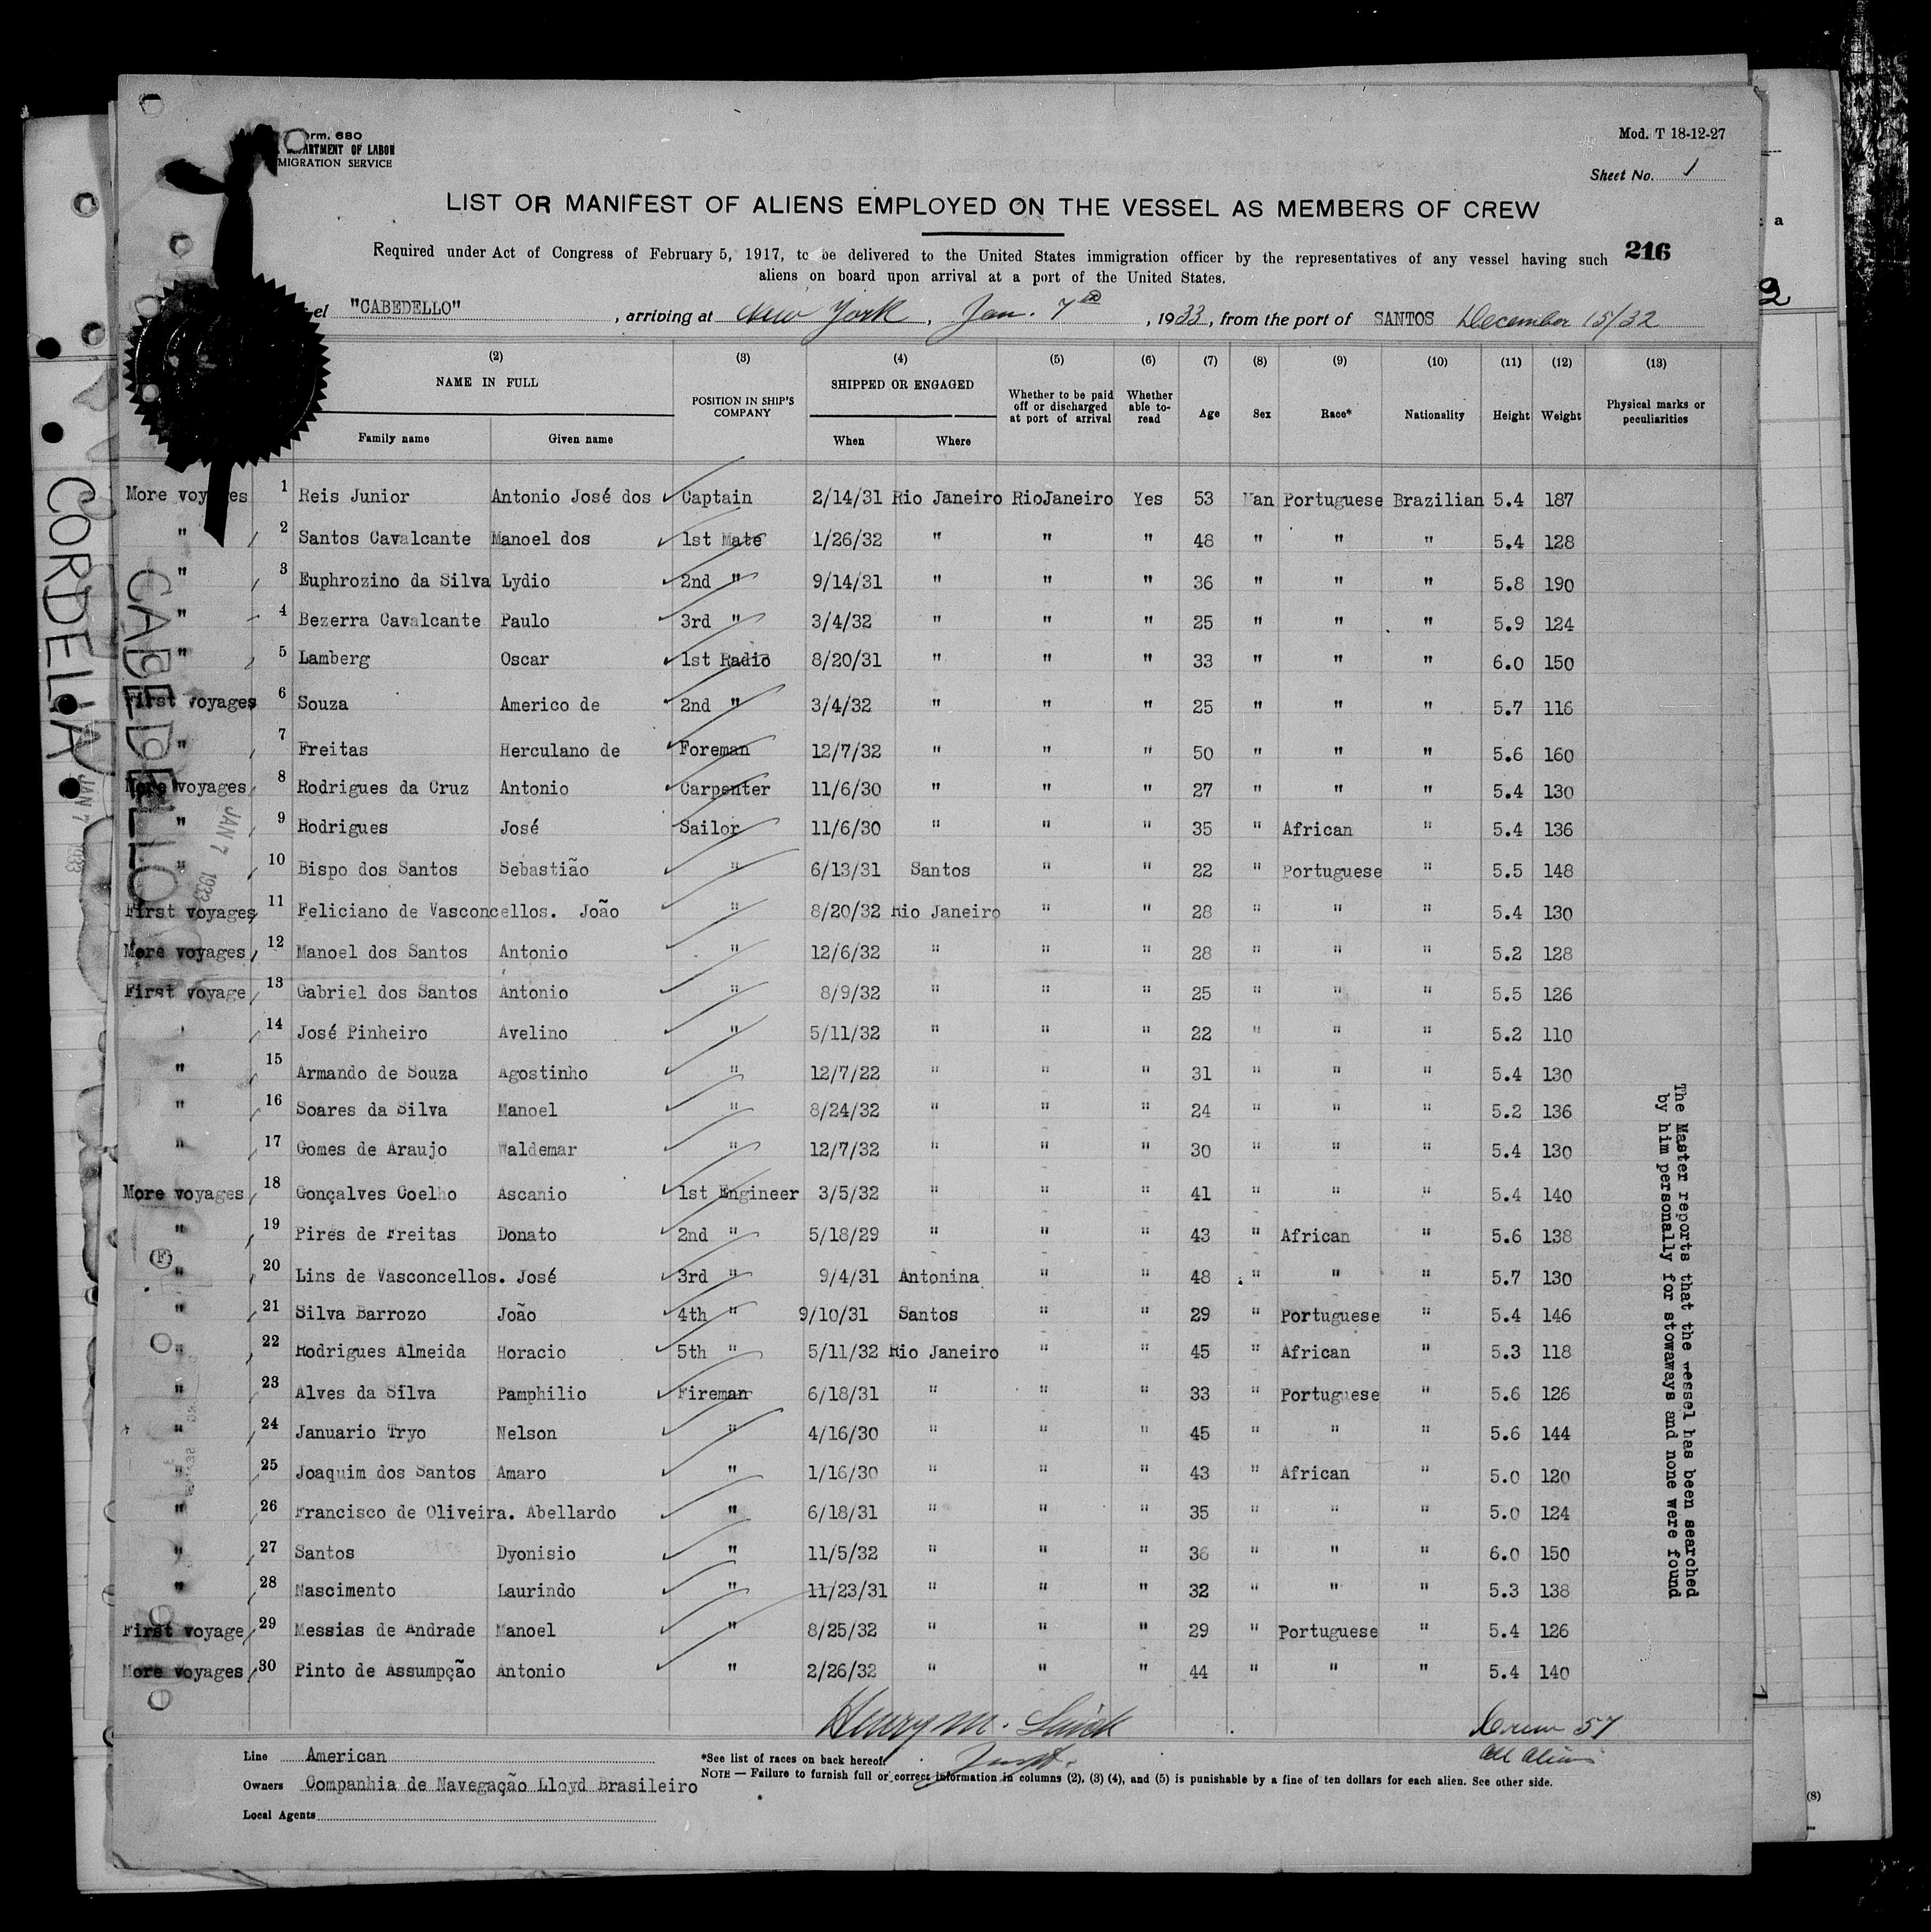 orm. 680
ARTMENT OF LABOR
MIGRATION SERVICE
Mod. T 18-12-27
Sheet No. 1
LIST OR MANIFEST OF ALIENS EMPLOYED ON THE VESSEL AS MEMBERS OF CREW
Required under Act of Congress of February 5, 1917, to be delivered to the United States immigration officer by the representatives of any vessel having such
aliens on board upon arrival at a port of the United States.
216
el "CABEDELLO" , arriving at New York , Jan. 7th , 1933, from the port of SANTOS December 15/32
(2) (3) (4) (5) (6) (7) (8) (9) (10) (11) (12) (13)
NAME IN FULL POSITION IN SHIP'S COMPANY SHIPPED OR ENGAGED Whether to be paid off or discharged at port of arrival Whether able to- read Age Sex Race* Nationality Height Weight Physical marks or peculiarities
Family name Given name When Where
More voyages 1 Reis Junior Antonio José dos Captain 2/14/31 Rio Janeiro RioJaneiro Yes 53 Man Portuguese Brazilian 5.4 187
" 2 Santos Cavalcante Manoel dos 1st Mate 1/26/32 " " " 48 " " " 5.4 128
" 3 Euphrozino da Silva Lydio 2nd " 9/14/31 " " " 36 " " " 5.8 190
" 4 Bezerra Cavalcante Paulo 3rd " 3/4/32 " " " 25 " " " 5.9 124
" 5 Lamberg Oscar 1st Radio 8/20/31 " " " 33 " " " 6.0 150
First voyages 6 Souza Americo de 2nd " 3/4/32 " " " 25 " " " 5.7 116
" 7 Freitas Herculano de Foreman 12/7/32 " " " 50 " " " 5.6 160
More voyages 8 Rodrigues da Cruz Antonio Carpenter 11/6/30 " " " 27 " " " 5.4 130
" 9 Rodrigues José Sailor 11/6/30 " " " 35 " African " 5.4 136
" 10 Bispo dos Santos Sebastião " 6/13/31 Santos " " 22 " Portuguese " 5.5 148
First voyages 11 Feliciano de Vasconcellos. João " 8/20/32 Rio Janeiro " " 28 " " " 5.4 130
More voyages 12 Manoel dos Santos Antonio " 12/6/32 " " " 28 " " " 5.2 128
First voyage 13 Gabriel dos Santos Antonio " 8/9/32 " " " 25 " " " 5.5 126
' 14 José Pinheiro Avelino " 5/11/32 " " " 22 " " " 5.2 110
" 15 Armando de Souza Agostinho " 12/7/22 " " " 31 " " " 5.4 130
" 16 Soares da Silva Manoel " 8/24/32 " " " 24 " " " 5.2 136
" 17 Gomes de Araujo Waldemar " 12/7/32 " " " 30 " " " 5.4 130
More voyages 18 Gonçalves Coelho Ascanio 1st Engineer 3/5/32 " " " 41 " " " 5.4 140
" 19 Pires de Freitas Donato 2nd " 5/18/29 " " " 43 " African " 5.6 138
(F) " 20 Lins de Vasconcellos. José 3rd " 9/4/31 Antonina " " 48 " " " 5.7 130
" 21 Silva Barrozo João 4th " 9/10/31 Santos " " 29 " Portuguese " 5.4 146
" 22 Rodrigues Almeida Horacio 5th " 5/11/32 Rio Janeiro " " 45 " African " 5.3 118
" 23 Alves da Silva Pamphilio Fireman 6/18/31 " " " 33 " Portuguese " 5.6 126
" 24 Januario Tryo Nelson " 4/16/30 " " " 45 " " " 5.6 144
" 25 Joaquim dos Santos Amaro " 1/16/30 " " " 43 " African " 5.0 120
" 26 Francisco de Oliveira. Abellardo " 6/18/31 " " " 35 " " " 5.0 124
" 27 Santos Dyonisio " 11/5/32 " " " 36 " " " 6.0 150
" 28 Nascimento Laurindo " 11/23/31 " " " 32 " " " 5.3 138
First voyage 29 Messias de Andrade Manoel " 8/25/32 " " " 29 " Portuguese " 5.4 126
More voyages 30 Pinto de Assumpção Antonio " 2/26/32 " " " 44 " " " 5.4 140
CORDELIA
CABEDELLO
JAN 7 1933
JAN 7 1933
The Master reports that the vessel has been searched
by him personally for stowaways and none were found
Henry M.
Crew 57
All Aliens
Line American
Owners Companhia de Navegação Lloyd Brasileiro
Local Agents
*See list of races on back hereof.
NOTE — Failure to furnish full or correct information in columns (2), (3) (4), and (5) is punishable by a fine of ten dollars for each alien. See other side.
a
2
(8)